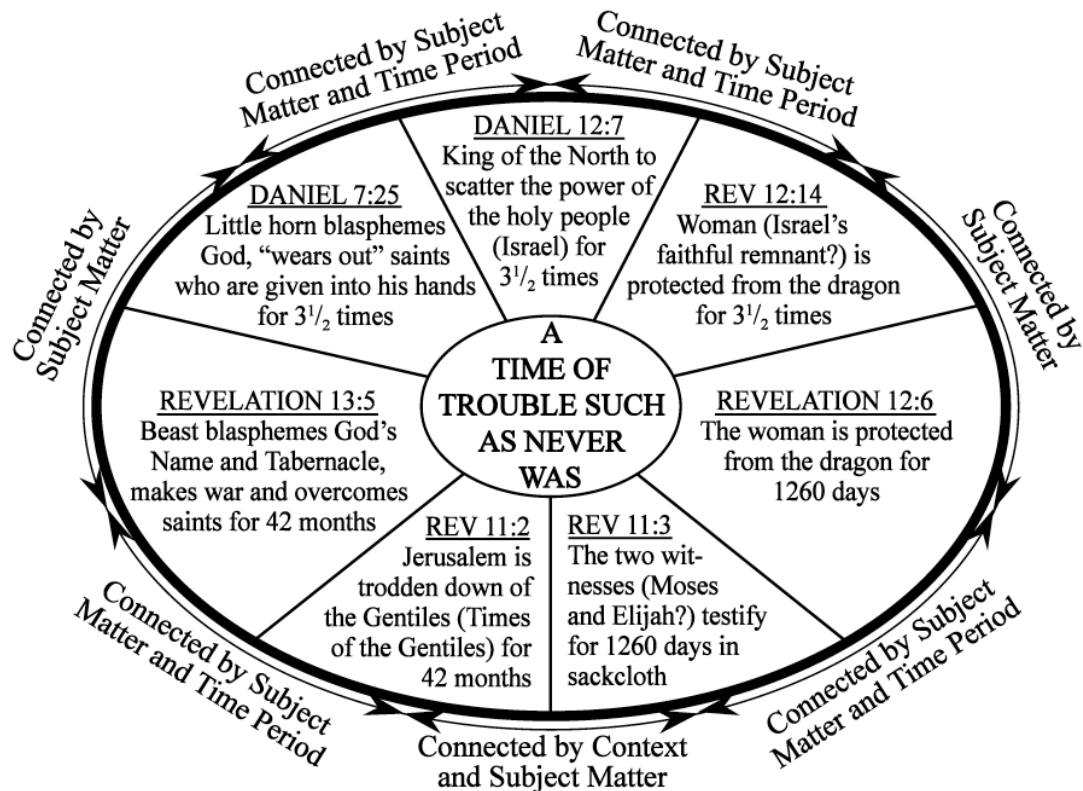 Connected by Subject
Matter and Time Period
Connected by Subject
Matter and Time Period
DANIEL 12:7
King of the North to
scatter the power of
the holy people
(Israel) for
3 1/2 times
DANIEL 7:25
Little horn blasphemes
God, “wears out” saints
who are given into his hands
for 3 1/2 times
REV 12:14
Woman (Israel’s
faithful remnant?) is
protected from the dragon
for 3 1/2 times
Connected by
Subject Matter
Connected by
Subject Matter
A
TIME OF
TROUBLE SUCH
AS NEVER
WAS
REVELATION 13:5
Beast blasphemes God’s
Name and Tabernacle,
makes war and overcomes
saints for 42 months
REVELATION 12:6
The woman is protected
from the dragon for
1260 days
REV 11:2
Jerusalem is
trodden down of
the Gentiles (Times
of the Gentiles) for
42 months
REV 11:3
The two wit-
nesses (Moses
and Elijah?) testify
for 1260 days in
sackcloth
Connected by Subject
Matter and Time Period
Connected by Subject
Matter and Time Period
Connected by Context
and Subject Matter